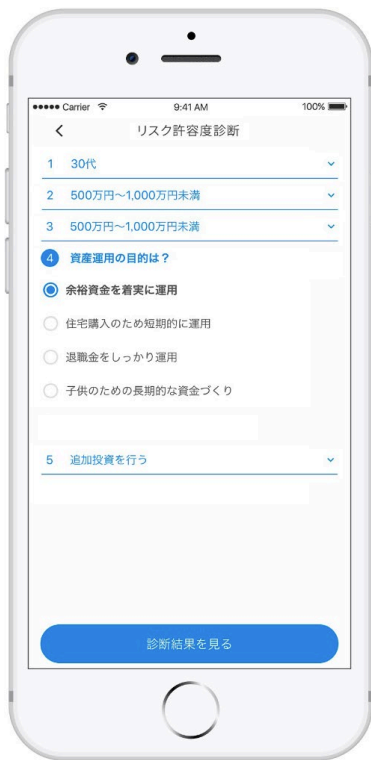 Carrier 9:41 AM 100%
リスク許容度診断
1 30代
2 500万円〜1,000万円未満
3 500万円〜1,000万円未満
4 資産運用の目的は？
余裕資金を着実に運用
住宅購入のため短期的に運用
退職金をしっかり運用
子供のための長期的な資金づくり
5 追加投資を行う
診断結果を見る